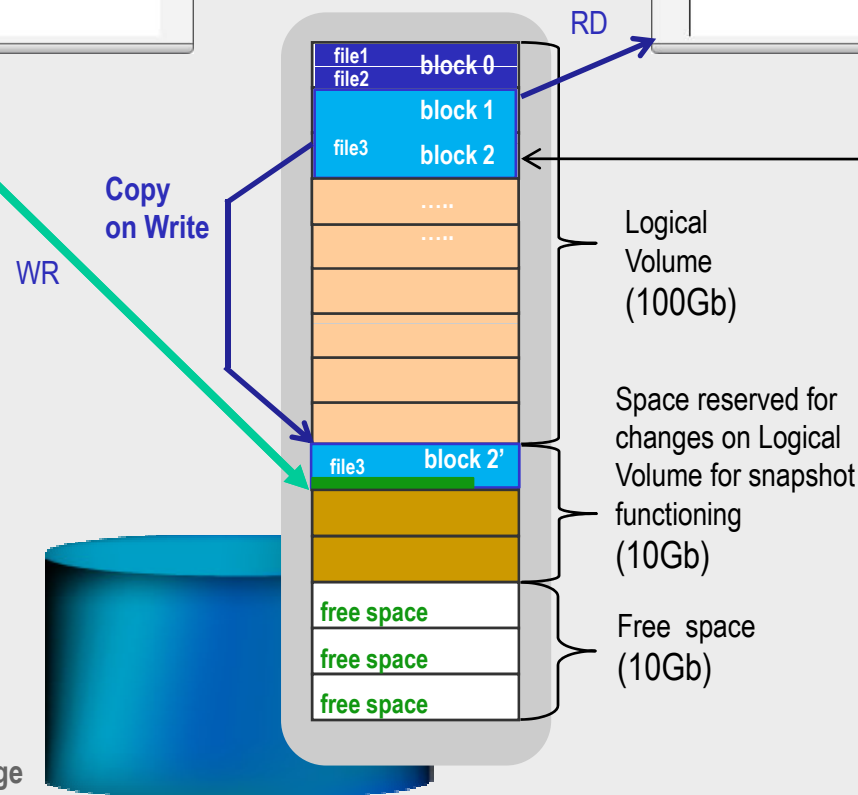 RD
file1
block 0
file2
block 1
file3
block 2
Copy
on Write
WR
.....
.....
Logical
Volume
(100Gb)
Space reserved for
changes on Logical
Volume for snapshot
functioning
(10Gb)
file3
block 2’
free space
free space
free space
Free space
(10Gb)
ge